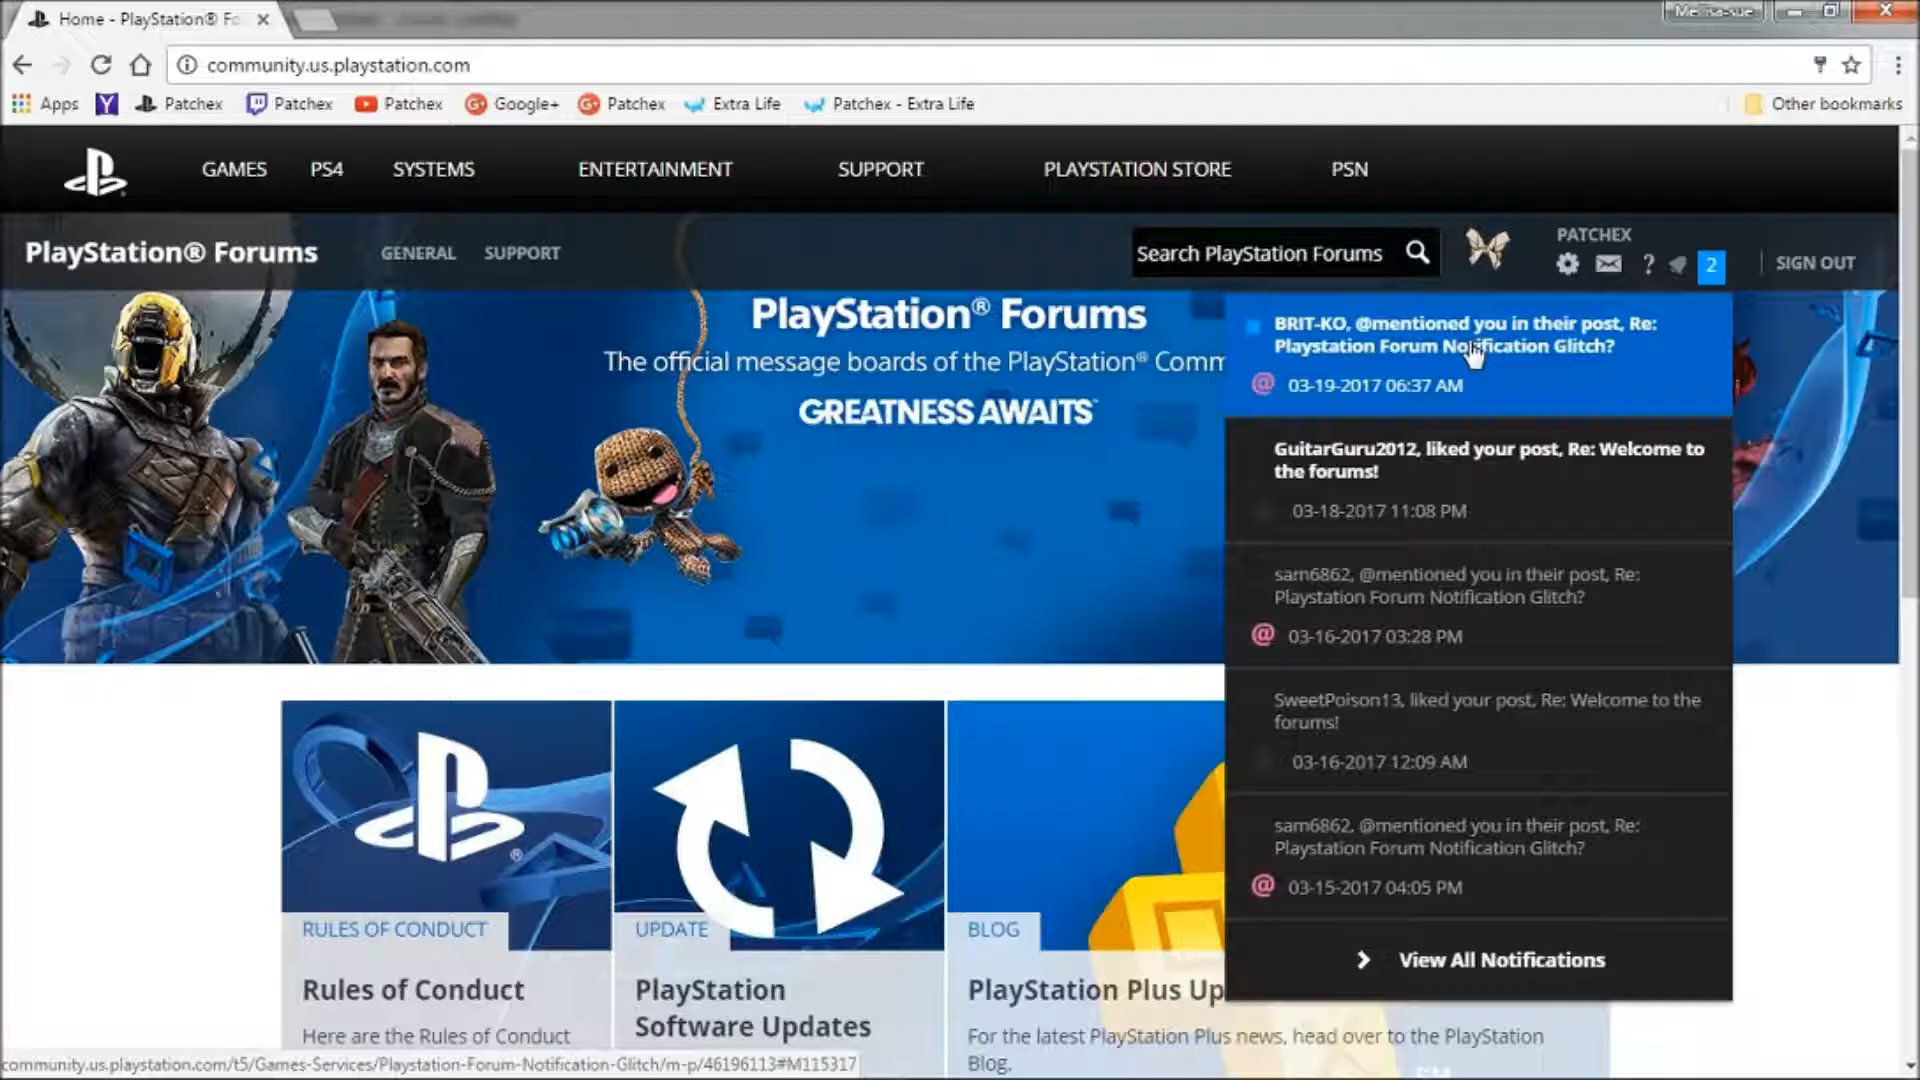 Home - PlayStation® Fo
Mellisa-sue
community.us.playstation.com
Apps
Patchex
Patchex
Patchex
Google+
Patchex
Extra Life
Patchex - Extra Life
Other bookmarks
GAMES
PS4
SYSTEMS
ENTERTAINMENT
SUPPORT
PLAYSTATION STORE
PSN
PlayStation® Forums
GENERAL
SUPPORT
Search PlayStation Forums
PATCHEX
2
SIGN OUT
PlayStation® Forums
The official message boards of the PlayStation® Comm
GREATNESS AWAITS™
BRIT-KO, @mentioned you in their post, Re:
Playstation Forum Notification Glitch?
@ 03-19-2017 06:37 AM
GuitarGuru2012, liked your post, Re: Welcome to
the forums!
03-18-2017 11:08 PM
sam6862, @mentioned you in their post, Re:
Playstation Forum Notification Glitch?
@ 03-16-2017 03:28 PM
SweetPoison13, liked your post, Re: Welcome to the
forums!
03-16-2017 12:09 AM
sam6862, @mentioned you in their post, Re:
Playstation Forum Notification Glitch?
@ 03-15-2017 04:05 PM
View All Notifications
RULES OF CONDUCT
Rules of Conduct
Here are the Rules of Conduct
UPDATE
PlayStation
Software Updates
BLOG
PlayStation Plus Up
For the latest PlayStation Plus news, head over to the PlayStation
Blog.
community.us.playstation.com/t5/Games-Services/Playstation-Forum-Notification-Glitch/m-p/46196113#M115317